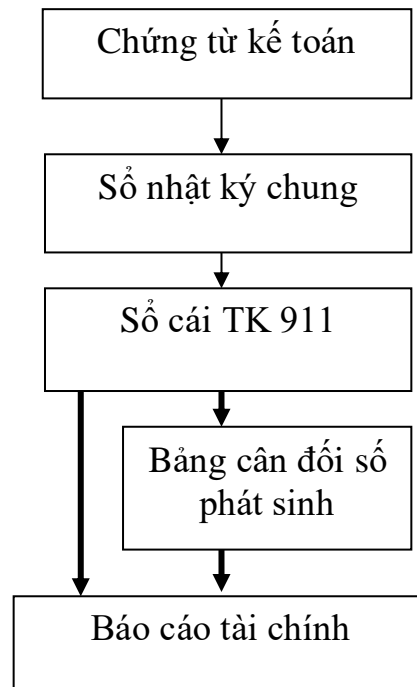 Chứng từ kế toán
Sổ nhật ký chung
Sổ cái TK 911
Bảng cân đối số
phát sinh
Báo cáo tài chính